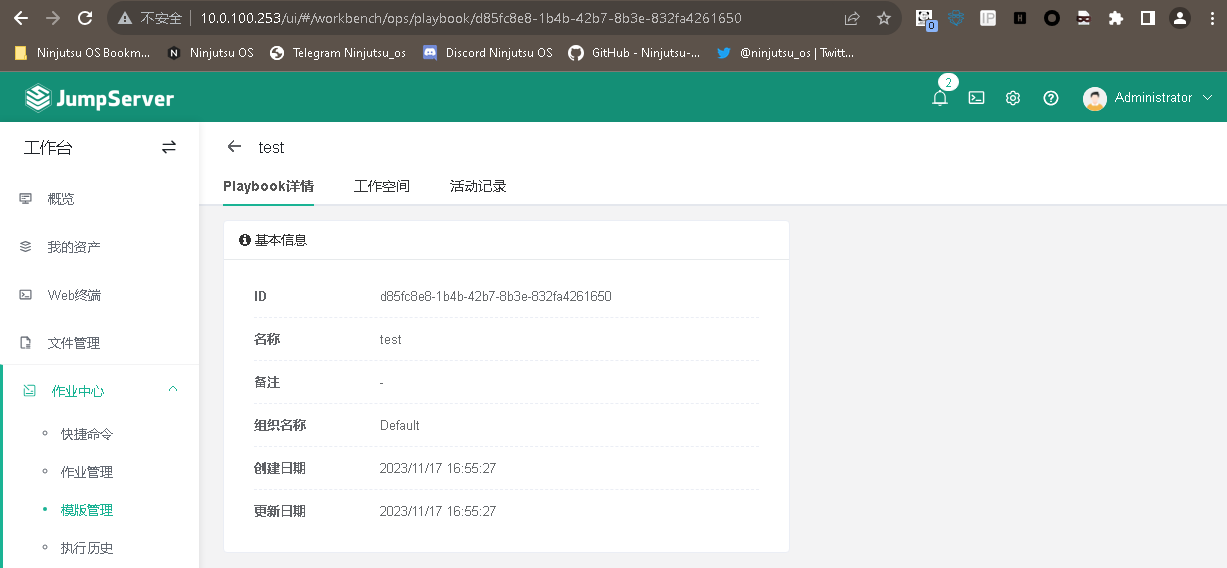 不安全 10.0.100.253/ui/#/workbench/ops/playbook/d85fc8e8-1b4b-42b7-8b3e-832fa4261650
0
Ninjutsu OS Bookm... Ninjutsu OS Telegram Ninjutsu_os Discord Ninjutsu OS GitHub - Ninjutsu-... @ninjutsu_os | Twitt...
JumpServer
2
Administrator
工作台
概览
我的资产
Web终端
文件管理
作业中心
快捷命令
作业管理
模版管理
执行历史
test
Playbook详情 工作空间 活动记录
基本信息
ID d85fc8e8-1b4b-42b7-8b3e-832fa4261650
名称 test
备注 -
组织名称 Default
创建日期 2023/11/17 16:55:27
更新日期 2023/11/17 16:55:27